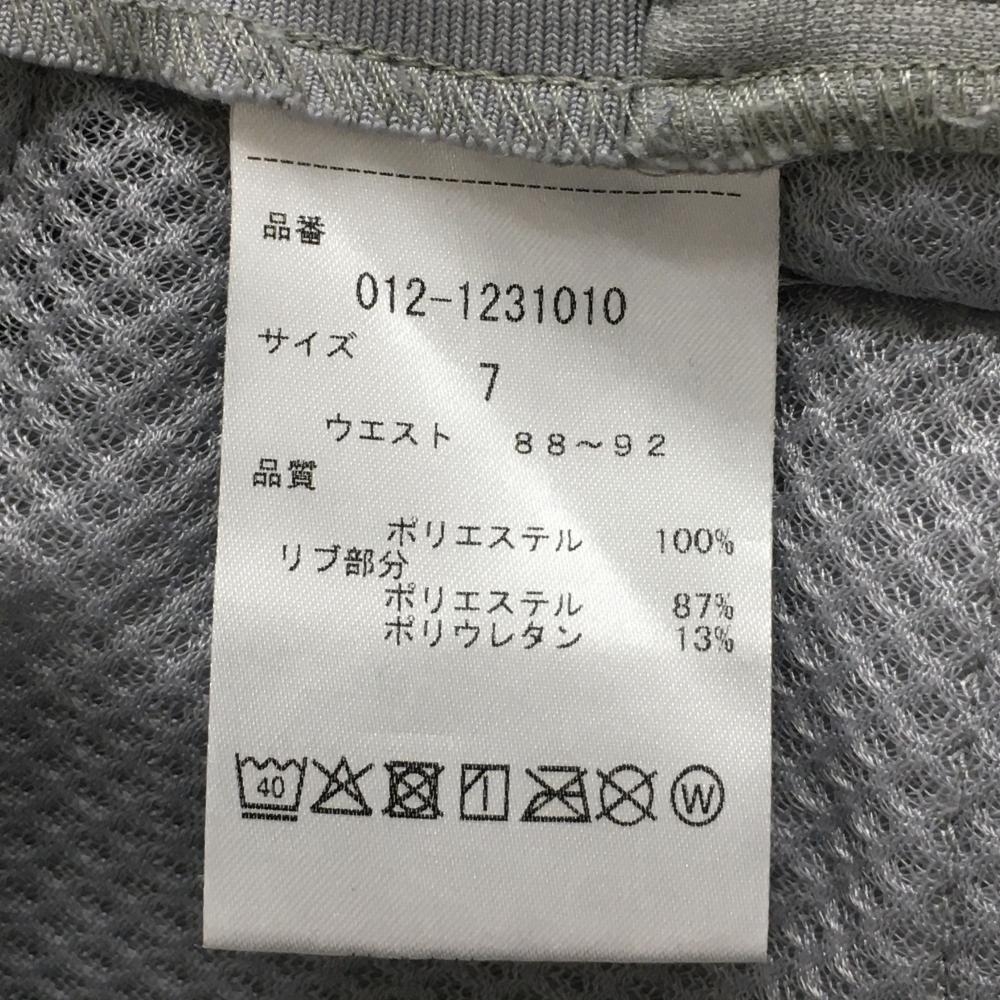 品番
012-1231010
サイズ
7
ウエスト 88～92
品質
ポリエステル 100%
リブ部分
ポリエステル 87%
ポリウレタン 13%
40 W